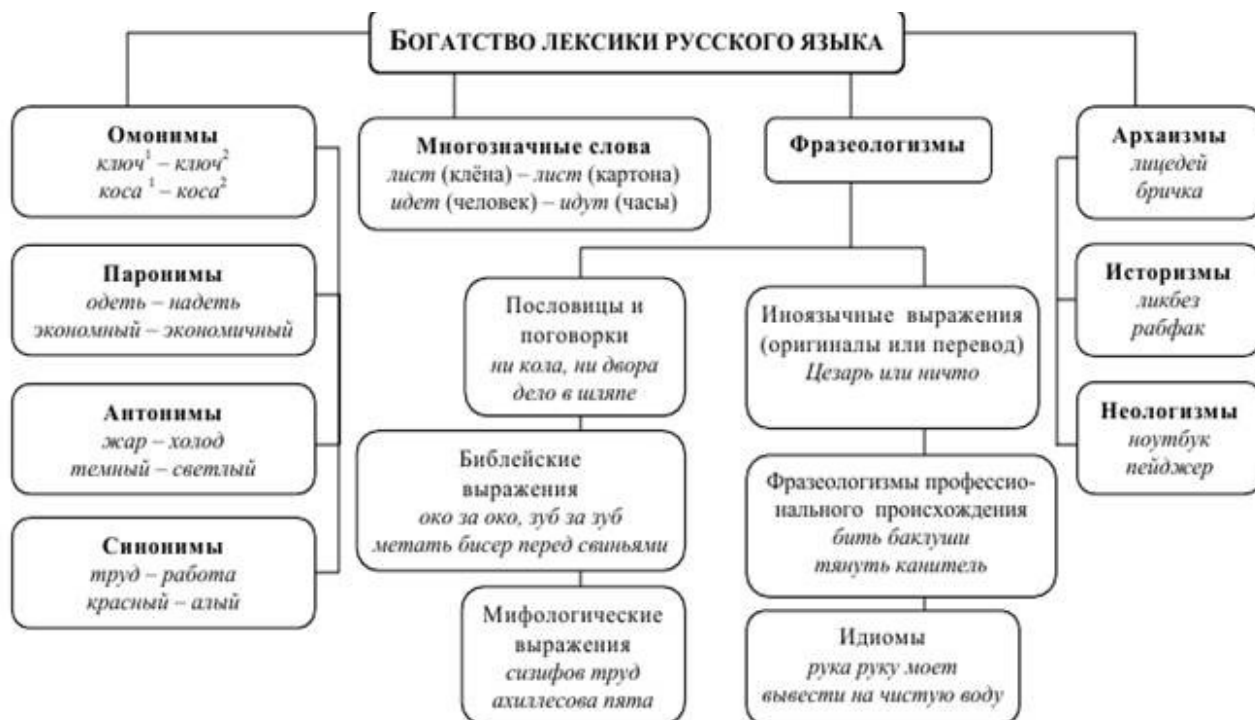 БОГАТСТВО ЛЕКСИКИ РУССКОГО ЯЗЫКА
Омонимы
ключ¹ – ключ²
коса ¹ – коса²
Паронимы
одеть – надеть
экономный – экономичный
Антонимы
жар – холод
темный – светлый
Синонимы
труд – работа
красный – алый
Многозначные слова
лист (клёна) – лист (картона)
идет (человек) – идут (часы)
Фразеологизмы
Пословицы и
поговорки
ни кола, ни двора
дело в шляпе
Библейские
выражения
око за око, зуб за зуб
метать бисер перед свиньями
Мифологические
выражения
сизифов труд
ахиллесова пята
Иноязычные выражения
(оригиналы или перевод)
Цезарь или ничто
Фразеологизмы профессио-
нального происхождения
бить баклуши
тянуть канитель
Идиомы
рука руку моет
вывести на чистую воду
Архаизмы
лицедей
бричка
Историзмы
ликбез
рабфак
Неологизмы
ноутбук
пейджер